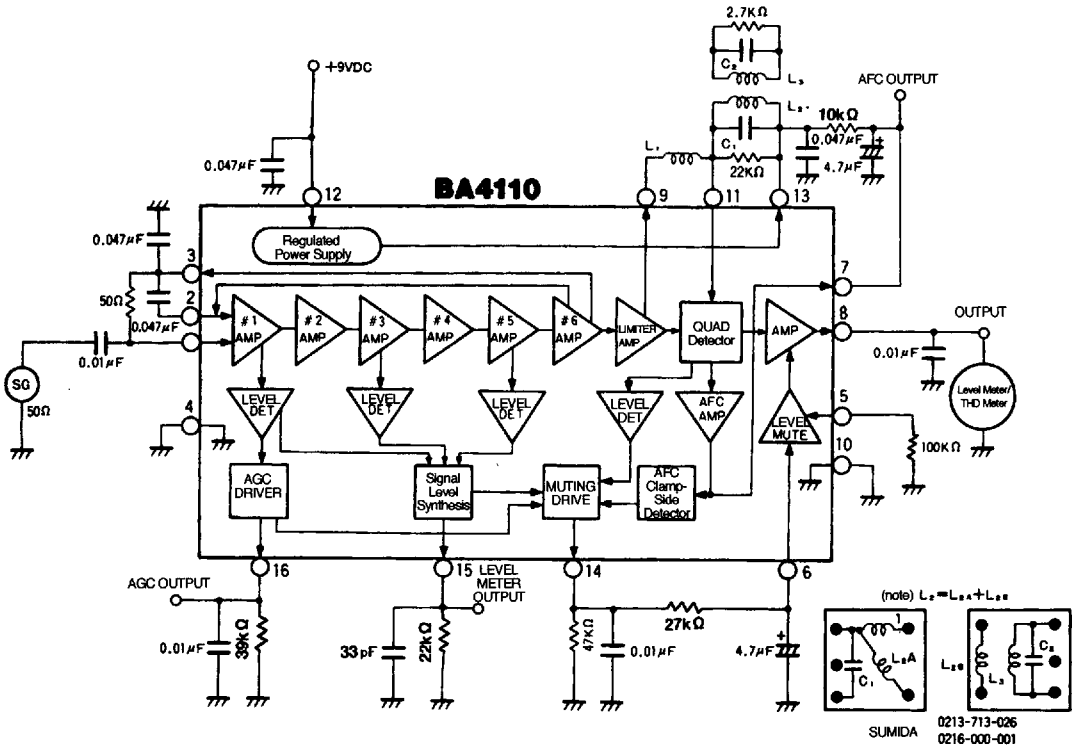 2.7KΩ
C₂
L₃
AFC OUTPUT
+9VDC
L₂
10kΩ
C₁
0.047μF
L₁
22KΩ
4.7μF
0.047μF
BA4110
12
9
11
13
0.047μF
Regulated
Power Supply
3
7
50Ω
2
8
OUTPUT
#1
AMP
#2
AMP
#3
AMP
#4
AMP
#5
AMP
#6
AMP
LIMITER
AMP
QUAD
Detector
AMP
0.047μF
0.01μF
0.01μF
SG
50Ω
4
LEVEL
DET
LEVEL
DET
LEVEL
DET
LEVEL
DET
AFC
AMP
LEVEL
MUTE
5
Level Meter/
THD Meter
10
100KΩ
AGC
DRIVER
Signal
Level
Synthesis
MUTING
DRIVE
AFC
Clamp-
Side
Detector
16
15
LEVEL
METER
OUTPUT
14
6
AGC OUTPUT
(note) L₂=L₂ₐ+L₂ʙ
0.01μF
39kΩ
33pF
22kΩ
47KΩ
0.01μF
27kΩ
4.7μF
1
L₂A
C₁
L₂ʙ
L₃
C₂
SUMIDA
0213-713-026
0216-000-001